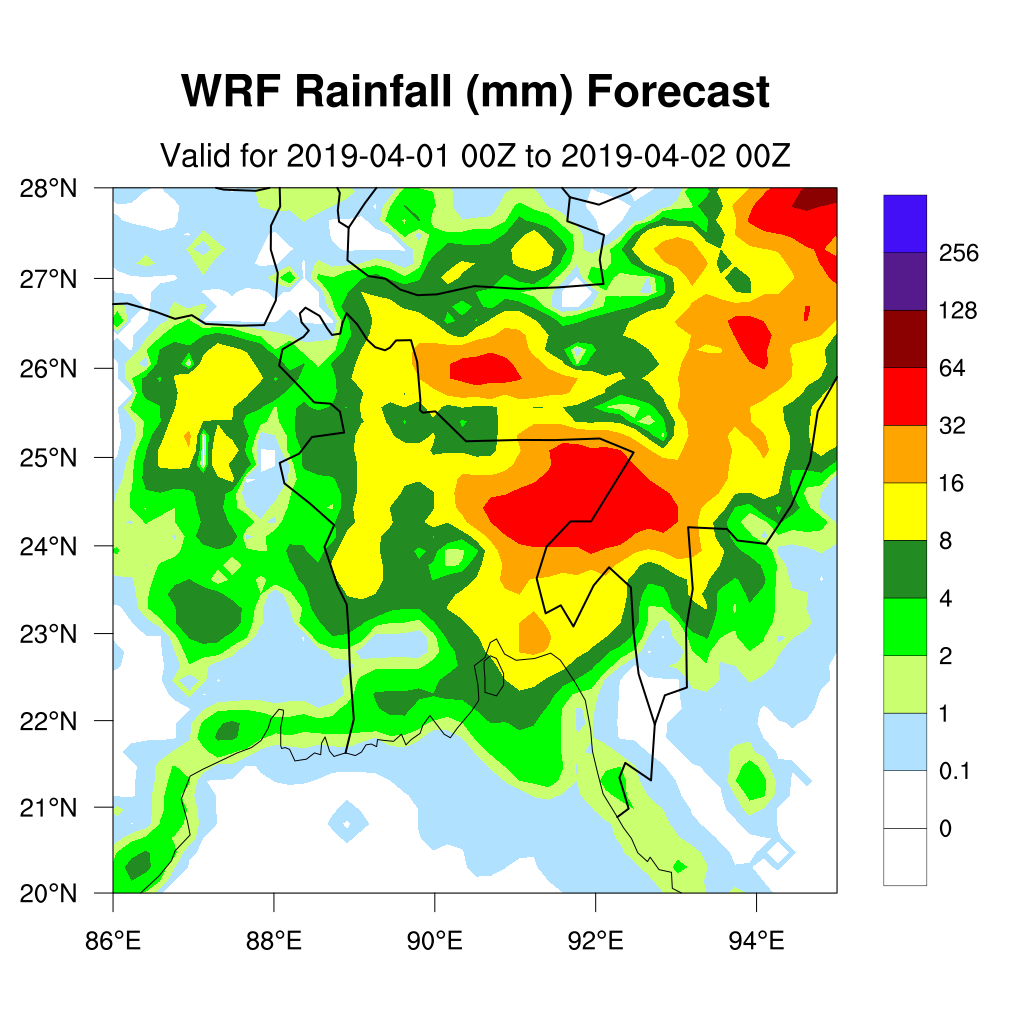 WRF Rainfall (mm) Forecast
Valid for 2019-04-01 00Z to 2019-04-02 00Z
28°N
27°N
26°N
25°N
24°N
23°N
22°N
21°N
20°N
86°E
88°E
90°E
92°E
94°E
256
128
64
32
16
8
4
2
1
0.1
0